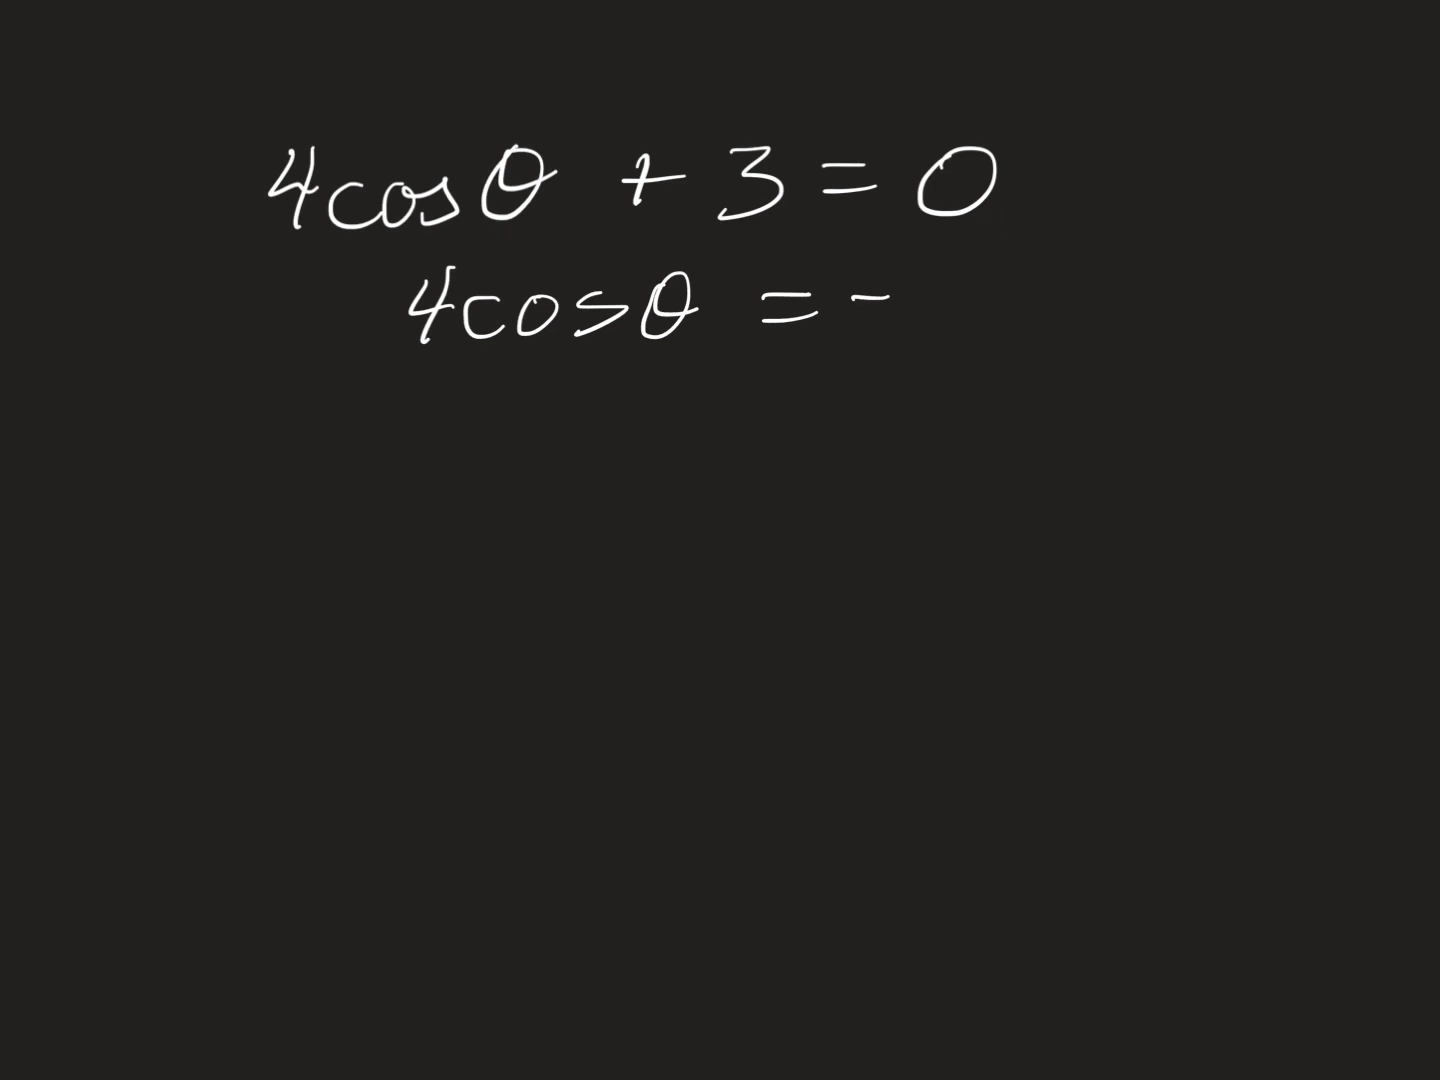 4cosθ + 3 = 0
4cosθ = -